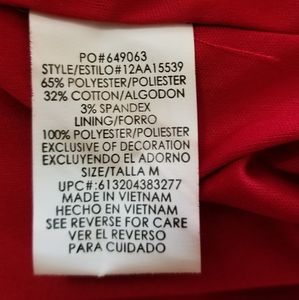 PO#649063
STYLE/ESTILO#12AA15539
65% POLYESTER/POLIESTER
32% COTTON/ALGODON
3% SPANDEX
LINING/FORRO
100% POLYESTER/POLIESTER
EXCLUSIVE OF DECORATION
EXCLUYENDO EL ADORNO
SIZE/TALLA M
UPC#:613204383277
MADE IN VIETNAM
HECHO EN VIETNAM
SEE REVERSE FOR CARE
VER EL REVERSO
PARA CUIDADO